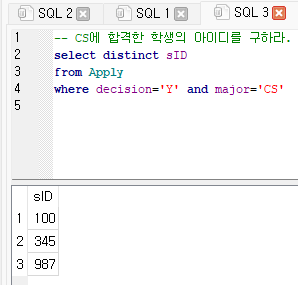 SQL 2 SQL 1 SQL 3
1 -- CS에 합격한 학생의 아이디를 구하라.
2 select distinct sID
3 from Apply
4 where decision='Y' and major='CS'
5
sID
1 100
2 345
3 987